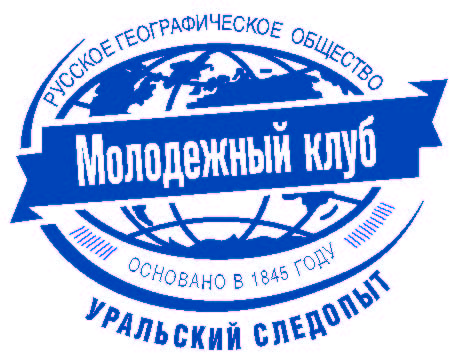 РУССКОЕ ГЕОГРАФИЧЕСКОЕ ОБЩЕСТВО
Молодежный клуб
ОСНОВАНО В 1845 ГОДУ
УРАЛЬСКИЙ СЛЕДОПЫТ